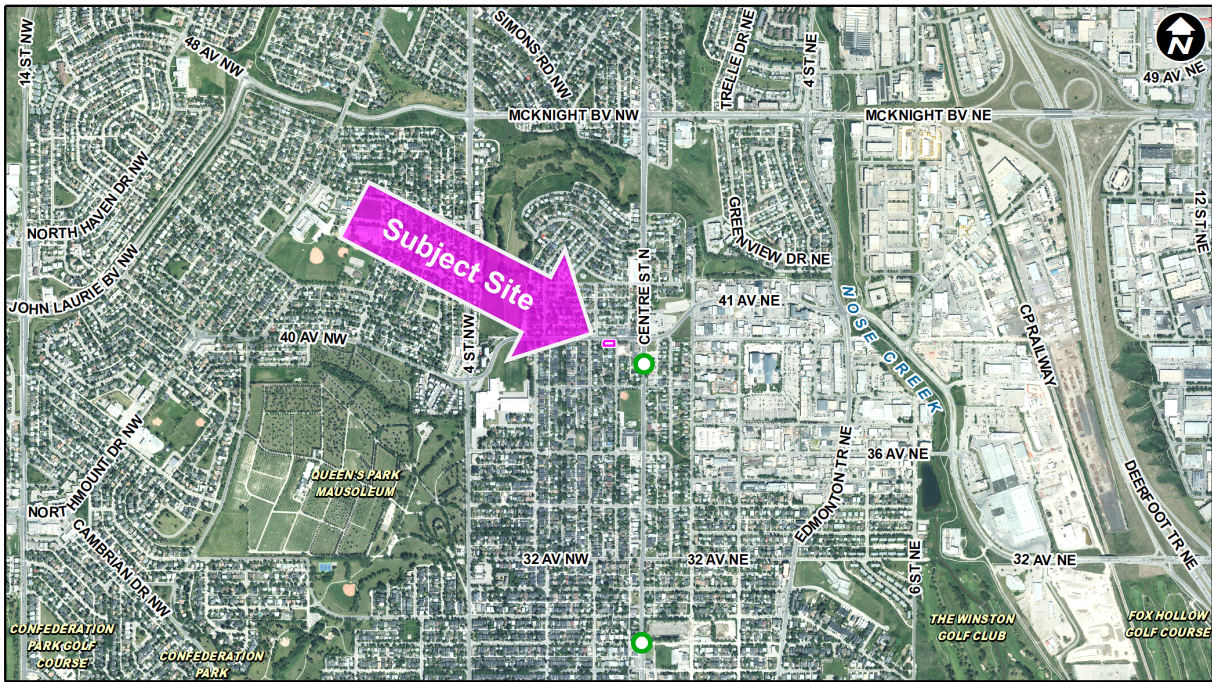 14 ST NW
48 AV NW
SIMONS RD NW
TRELLE DR NE
4 ST NE
N
49 AV NE
MCKNIGHT BV NW
MCKNIGHT BV NE
NORTH HAVEN DR NW
12 ST NE
GREENVIEW DR NE
Subject Site
JOHN LAURIE BV NW
CENTRE ST N
41 AV NE
NOSE CREEK
CP RAILWAY
40 AV NW
4 ST NW
NORTHMOUNT DR NW
QUEEN'S PARK
MAUSOLEUM
36 AV NE
EDMONTON TR NE
DEERFOOT TR NE
CAMBRIAN DR NW
32 AV NW
32 AV NE
32 AV NE
6 ST NE
CONFEDERATION
PARK GOLF
COURSE
CONFEDERATION
PARK
THE WINSTON
GOLF CLUB
FOX HOLLOW
GOLF COURSE